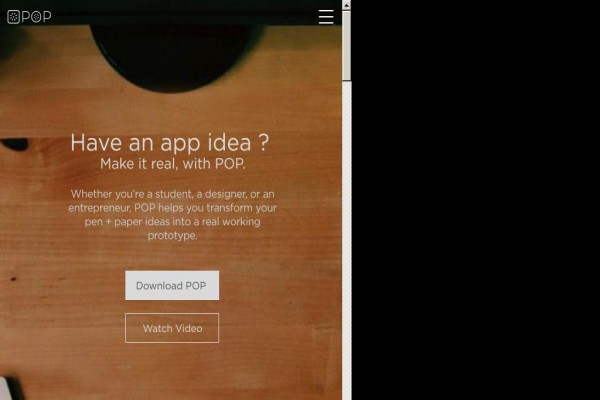 POP
Have an app idea ?
Make it real, with POP.
Whether you're a student, a designer, or an
entrepreneur, POP helps you transform your
pen + paper ideas into a real working
prototype.
Download POP
Watch Video